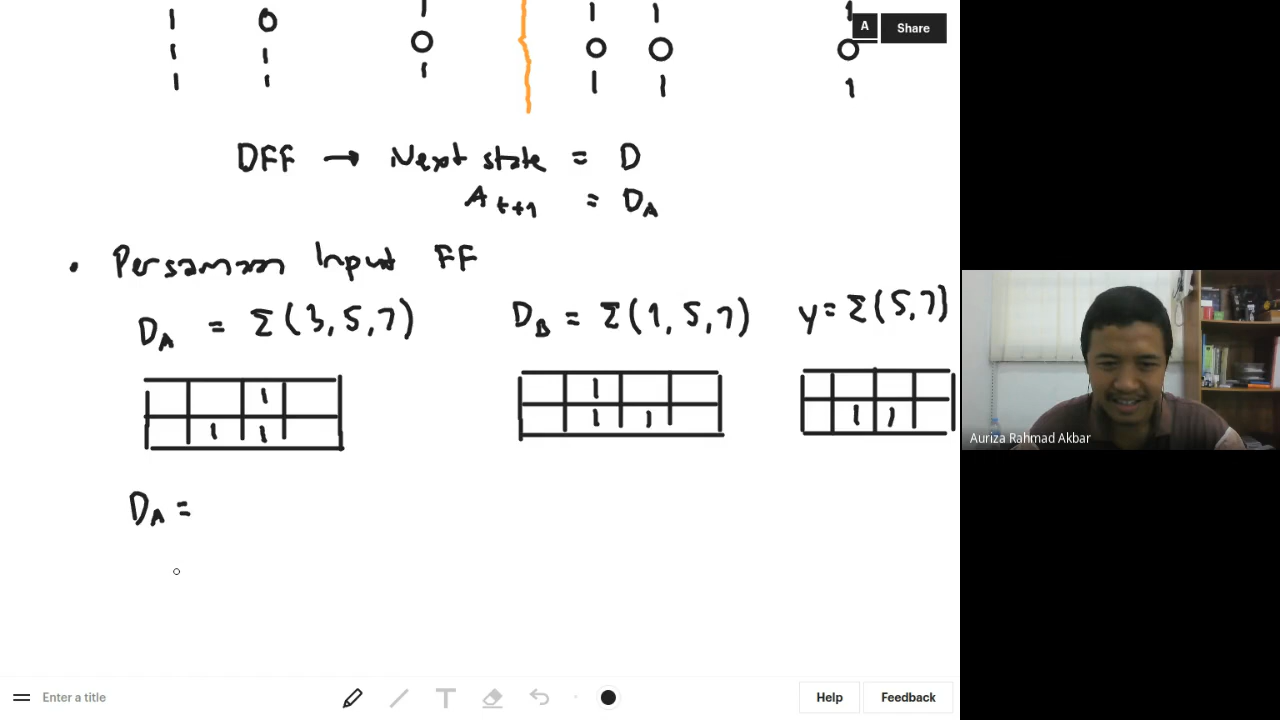 1 1 1 1
1 0 0 0 0 0
1 1 1 1 1 1
1 1
A Share
DFF → Next state = D
A t+1 = DA
• Persamaan Input FF
DA = Σ(3,5,7) DB = Σ(1,5,7) y = Σ(5,7)
1 1
1 1 1 1 1 1
DA =
Auriza Rahmad Akbar
Enter a title T Help Feedback